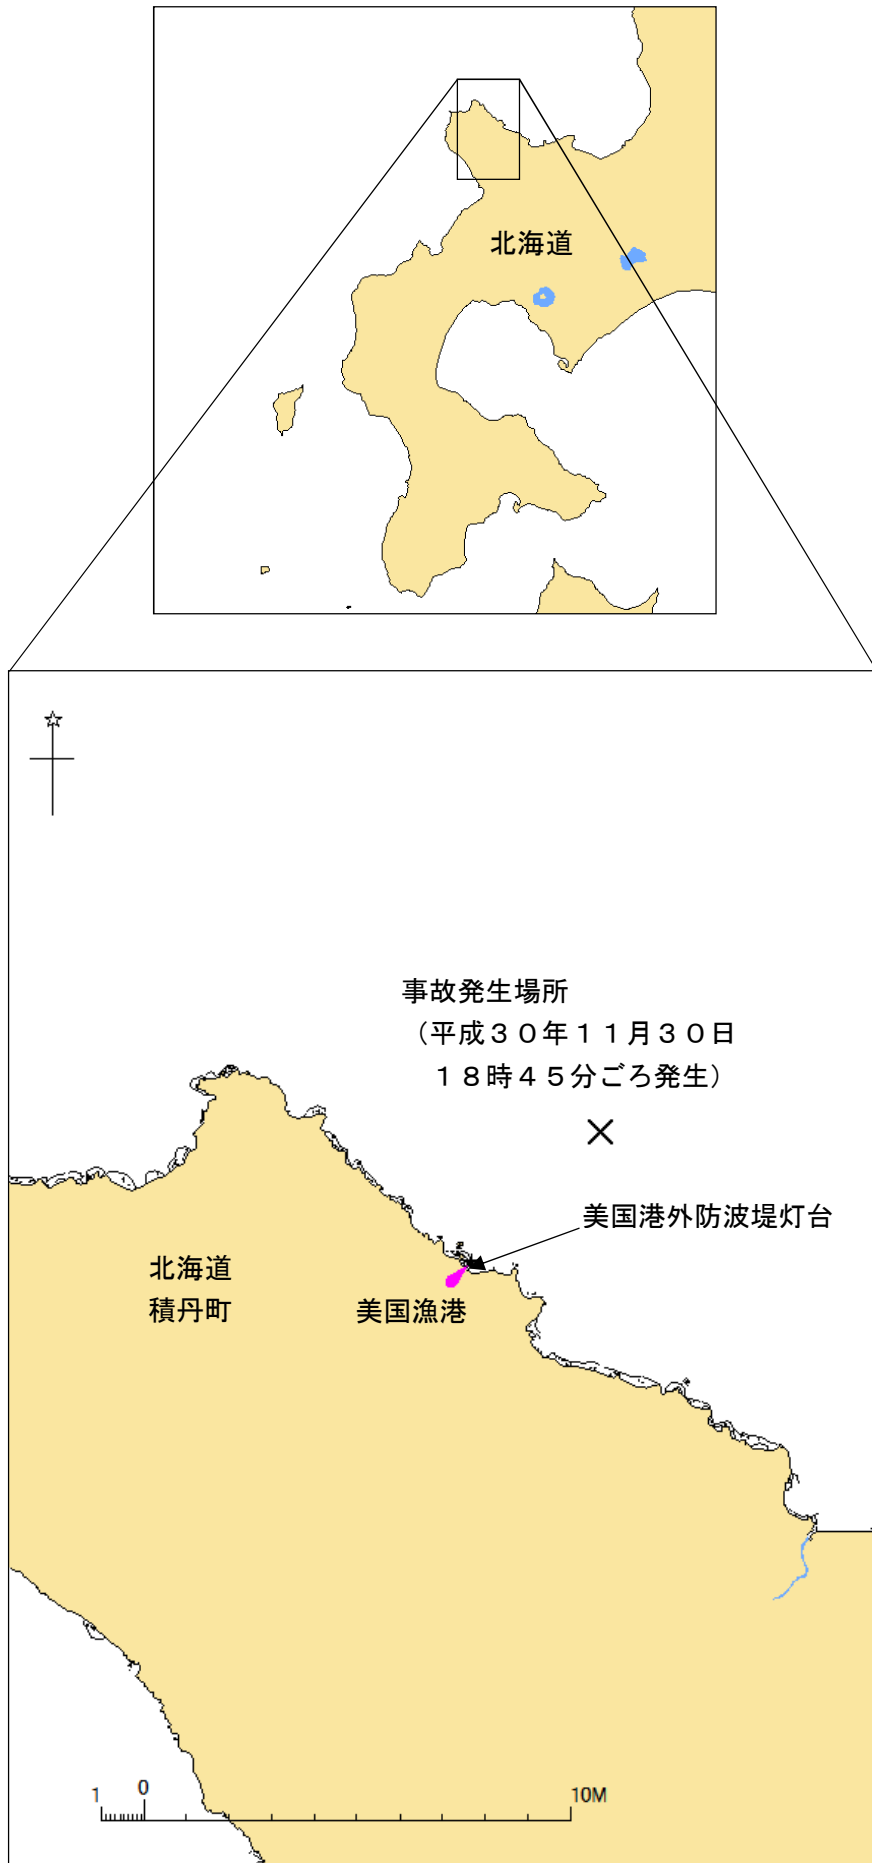 北海道
事故発生場所
（平成３０年１１月３０日
１８時４５分ごろ発生）
美国港外防波堤灯台
北海道
積丹町
美国漁港
1 0 10M